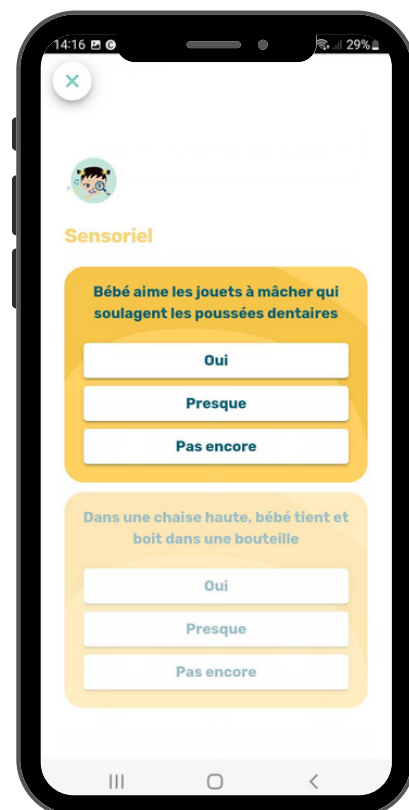 14:16 29%
Sensoriel
Bébé aime les jouets à mâcher qui
soulagent les poussées dentaires
Oui
Presque
Pas encore
Dans une chaise haute, bébé tient et
boit dans une bouteille
Oui
Presque
Pas encore